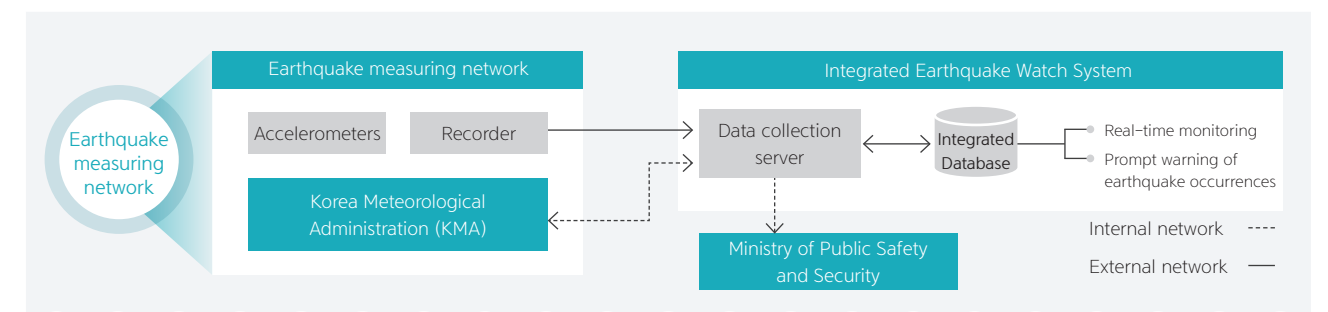 Earthquake
measuring
network
Earthquake measuring network
Accelerometers
Recorder
Korea Meteorological
Administration (KMA)
Integrated Earthquake Watch System
Data collection
server
Integrated
Database
Real-time monitoring
Prompt warning of
earthquake occurrences
Ministry of Public Safety
and Security
Internal network
External network